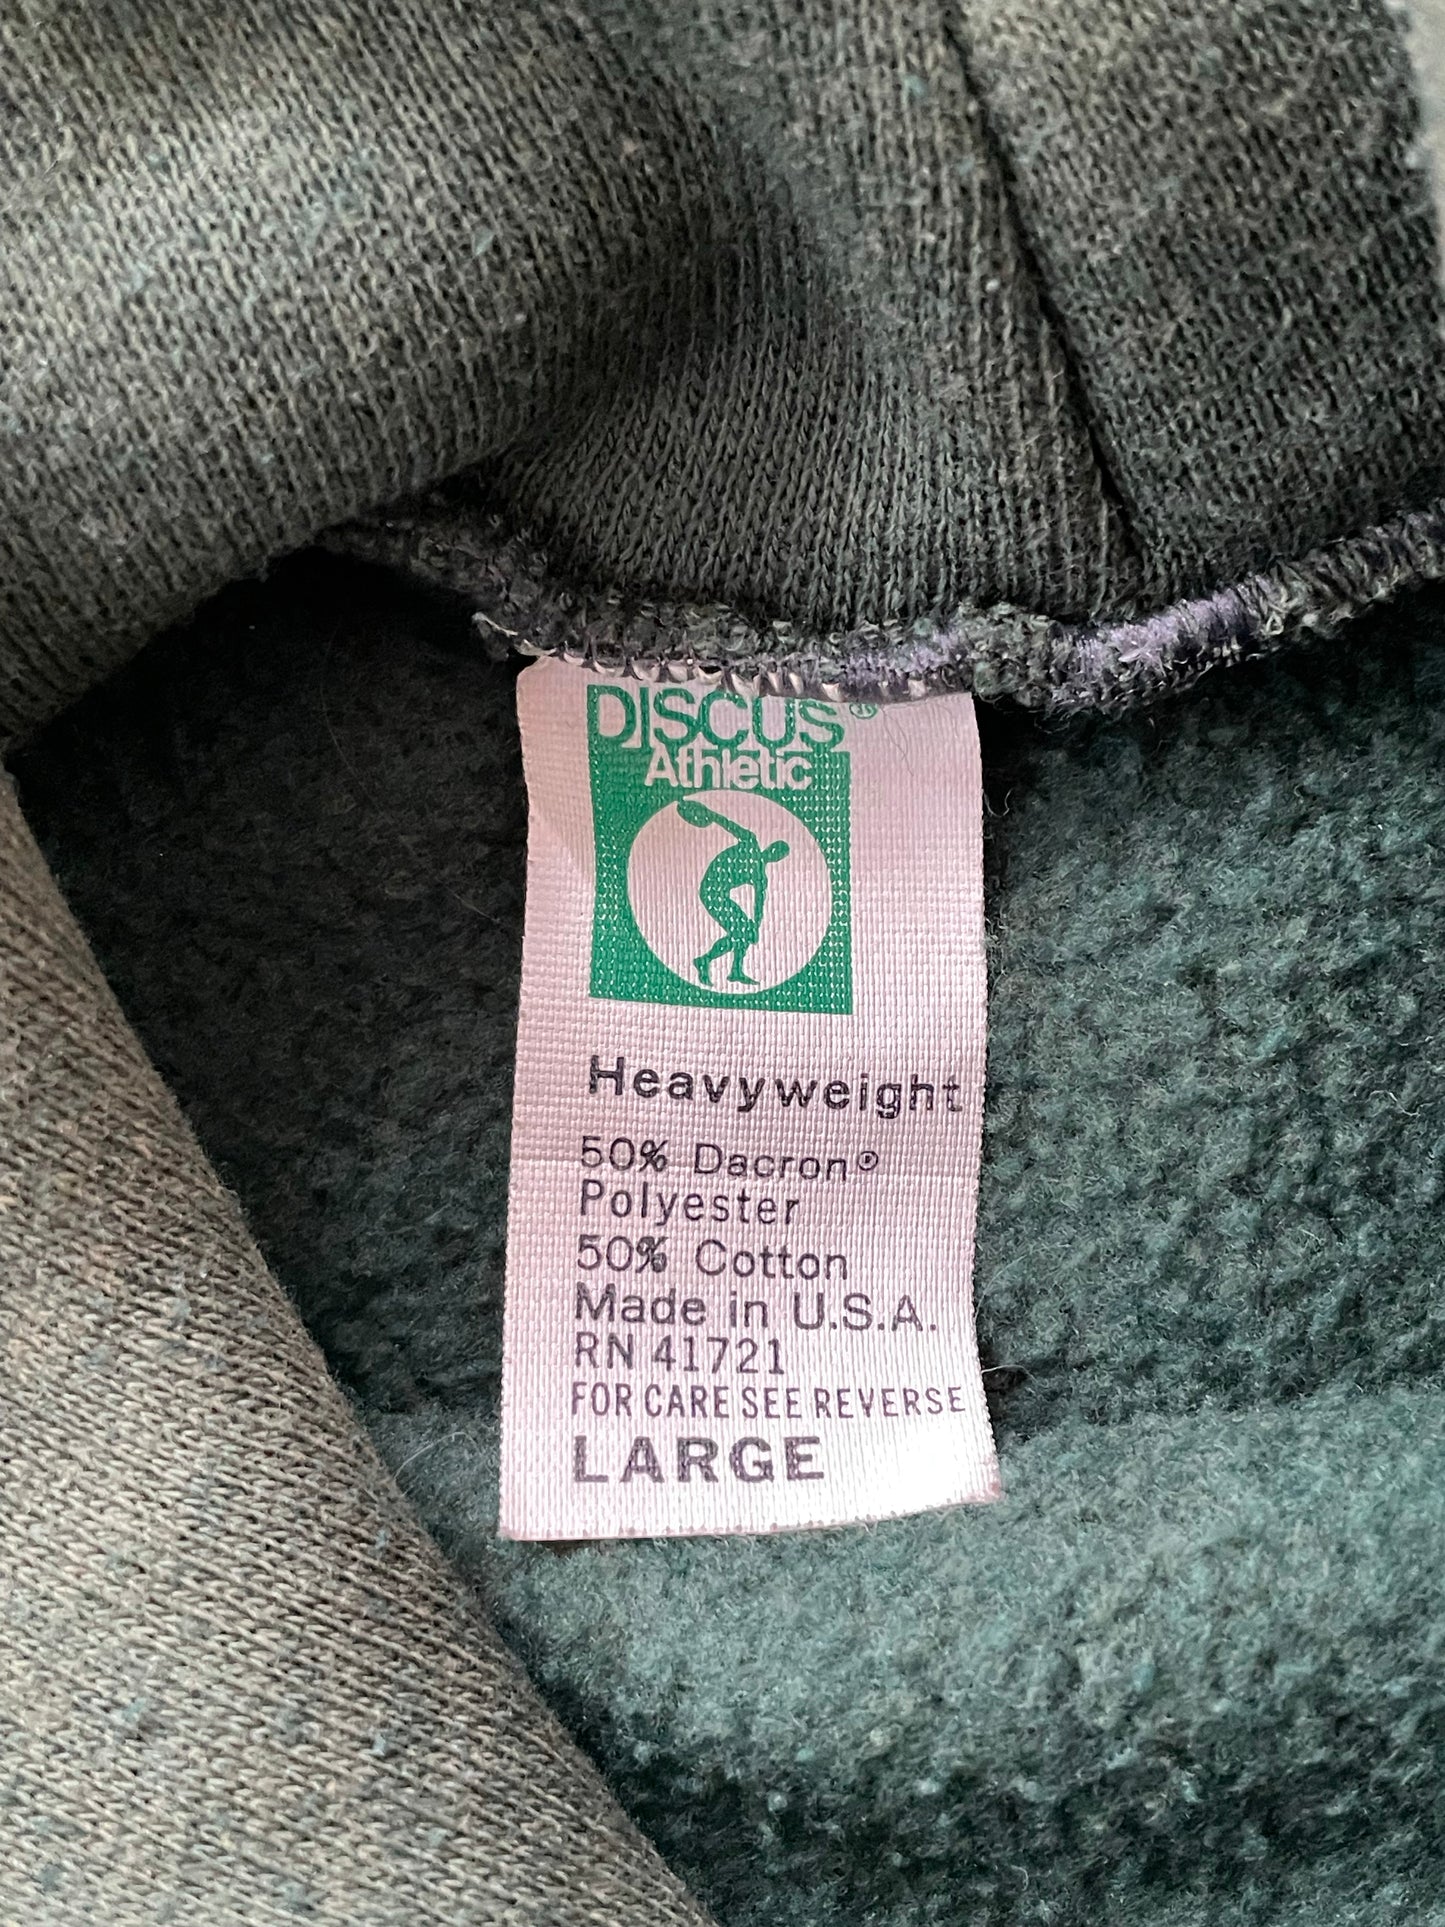 DISCUS®
Athletic
Heavyweight
50% Dacron®
Polyester
50% Cotton
Made in U.S.A.
RN 41721
FOR CARE SEE REVERSE
LARGE